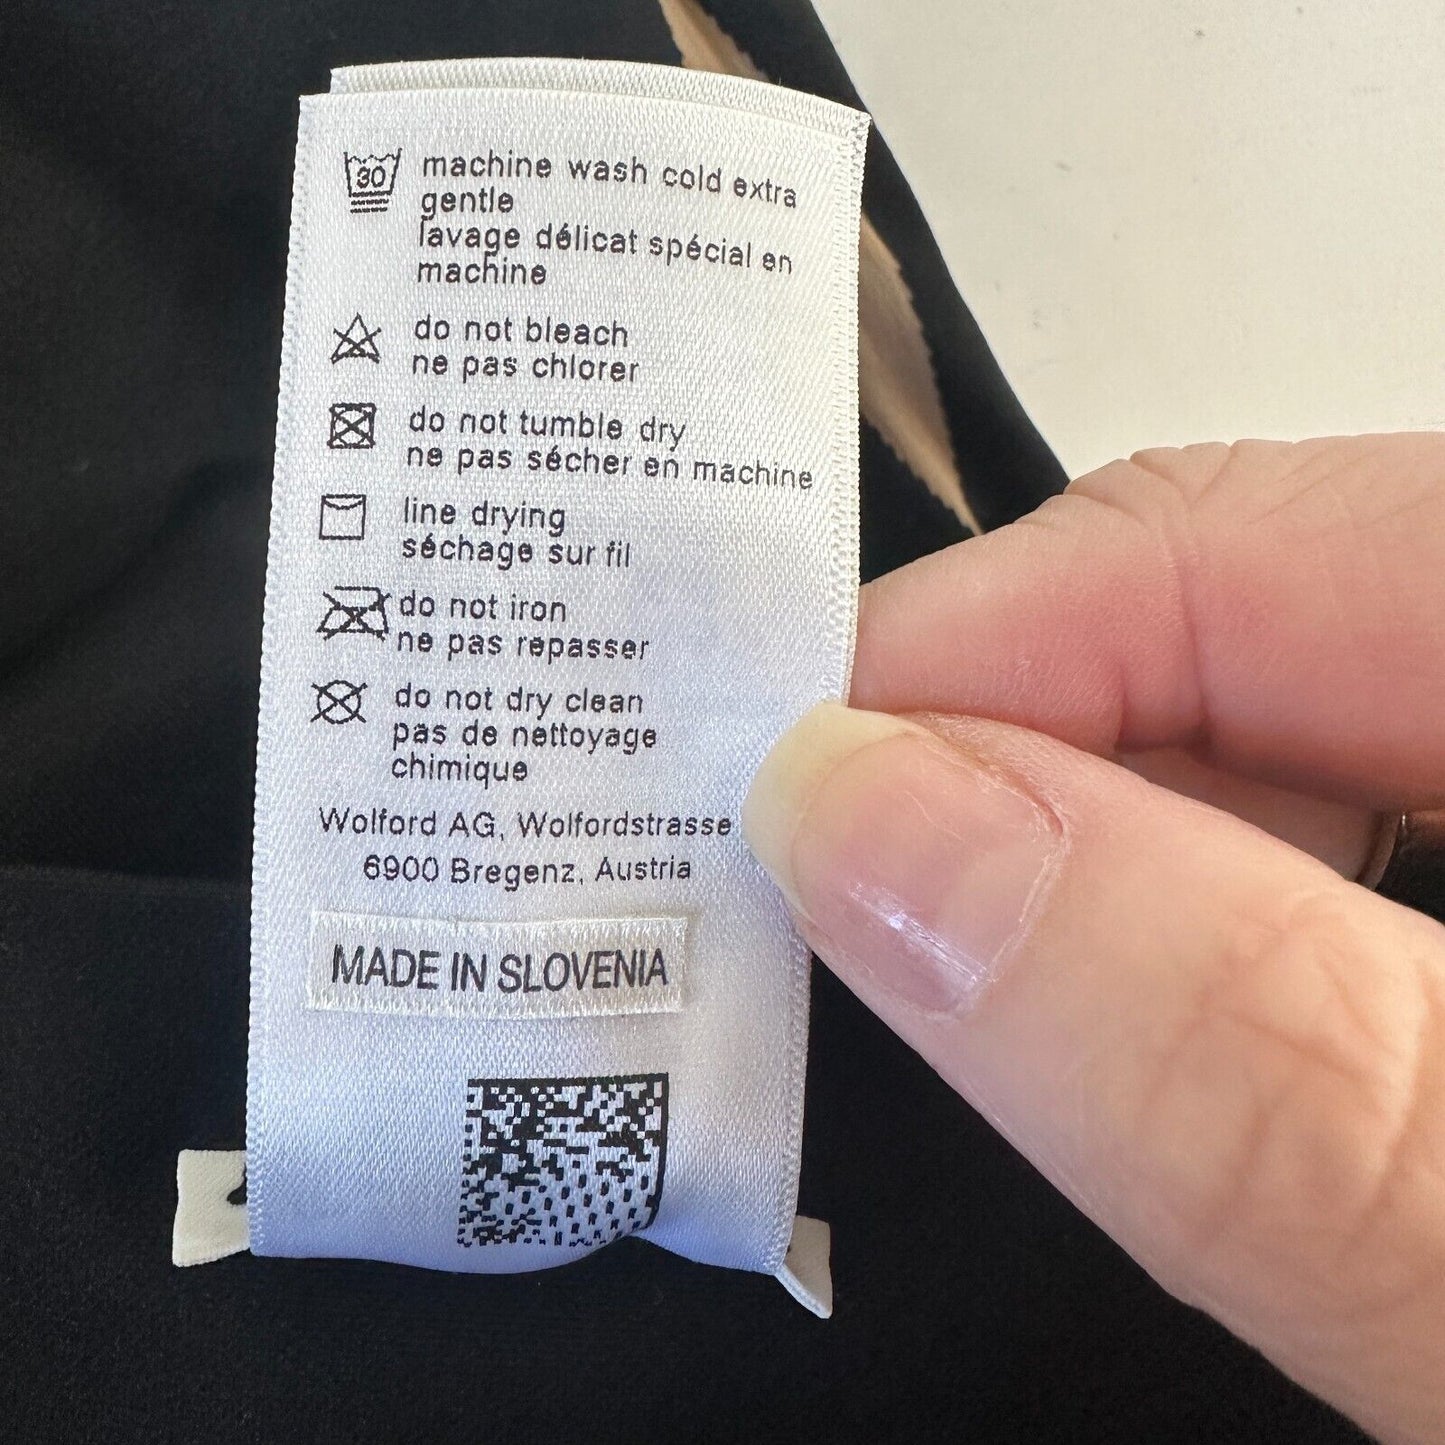 30 machine wash cold extra
gentle
lavage délicat spécial en
machine
do not bleach
ne pas chlorer
do not tumble dry
ne pas sécher en machine
line drying
séchage sur fil
do not iron
ne pas repasser
do not dry clean
pas de nettoyage
chimique
Wolford AG, Wolfordstrasse
6900 Bregenz, Austria
MADE IN SLOVENIA